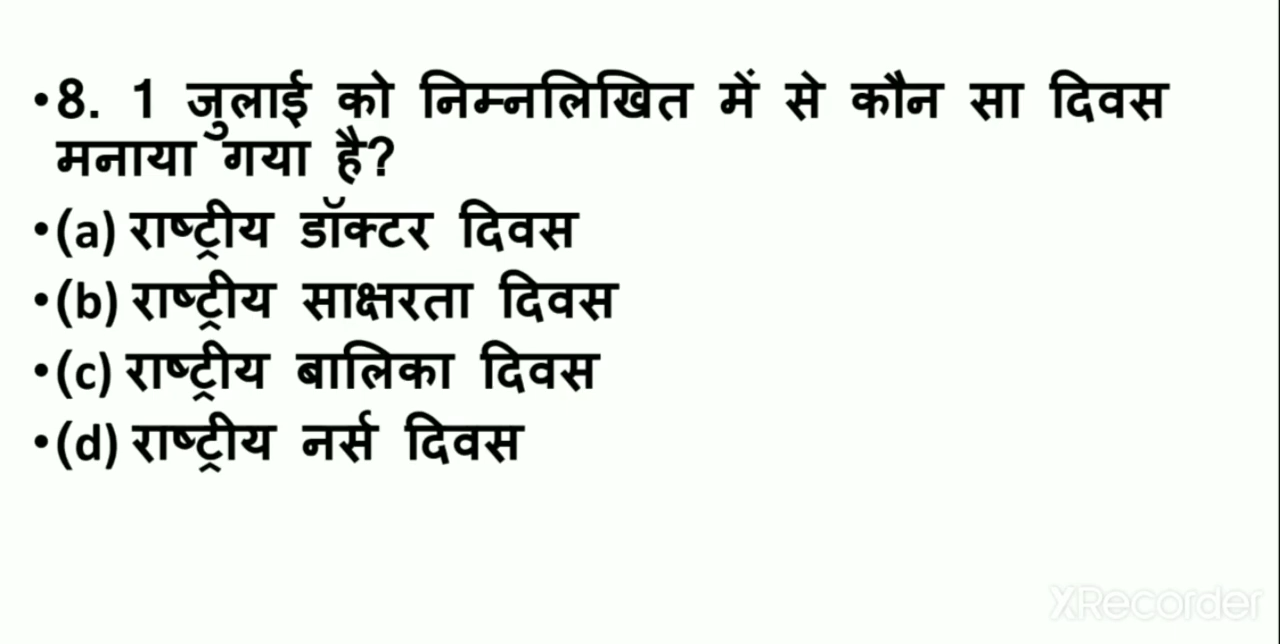 •8. 1 जुलाई को निम्नलिखित में से कौन सा दिवस
मनाया गया है?
•(a) राष्ट्रीय डॉक्टर दिवस
•(b) राष्ट्रीय साक्षरता दिवस
•(c) राष्ट्रीय बालिका दिवस
•(d) राष्ट्रीय नर्स दिवस
XRecorder